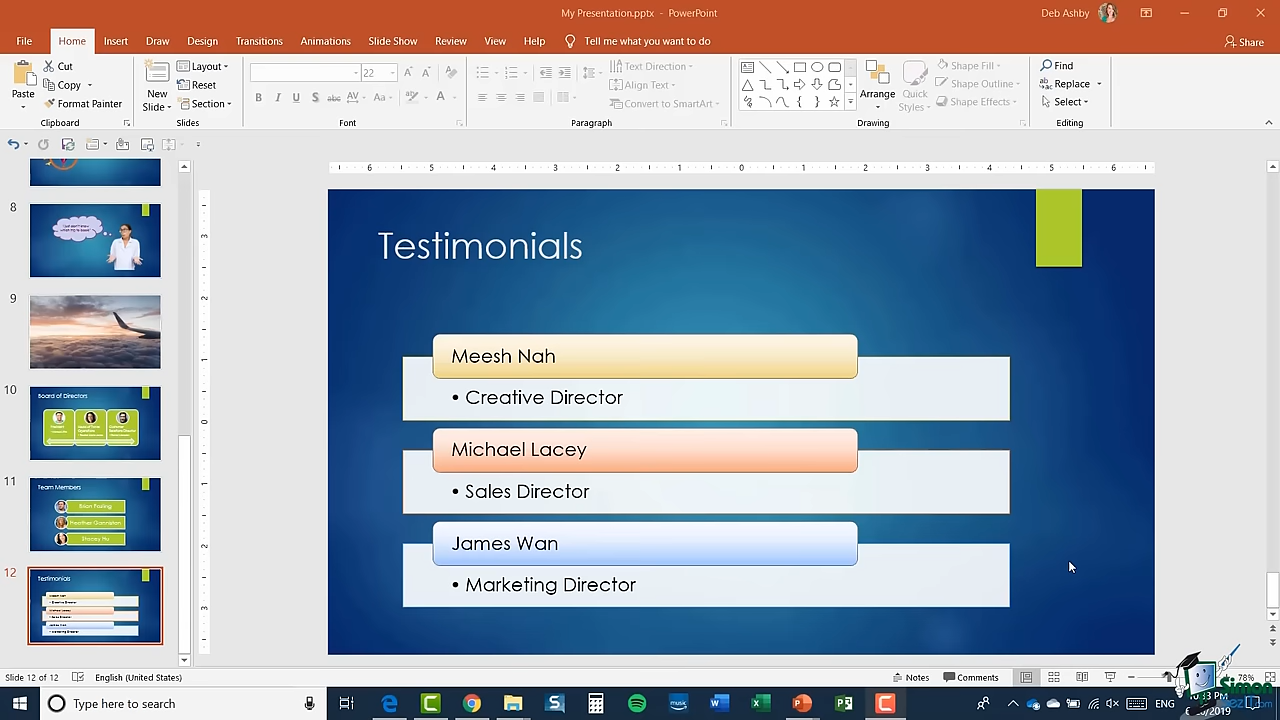 My Presentation.pptx - PowerPoint
Deb Ashby
File Home Insert Draw Design Transitions Animations Slide Show Review View Help Tell me what you want to do
Share
Paste
Cut
Copy
Format Painter
Clipboard
New Slide
Layout
Reset
Section
Slides
22
Font
Text Direction
Align Text
Convert to SmartArt
Paragraph
Arrange
Quick Styles
Shape Fill
Shape Outline
Shape Effects
Drawing
Find
Replace
Select
Editing
8
9
10
Board of Directors
11
Team Members
12
Testimonials
Testimonials
Meesh Nah
• Creative Director
Michael Lacey
• Sales Director
James Wan
• Marketing Director
Slide 12 of 12
English (United States)
Notes
Comments
78%
Type here to search
ENG